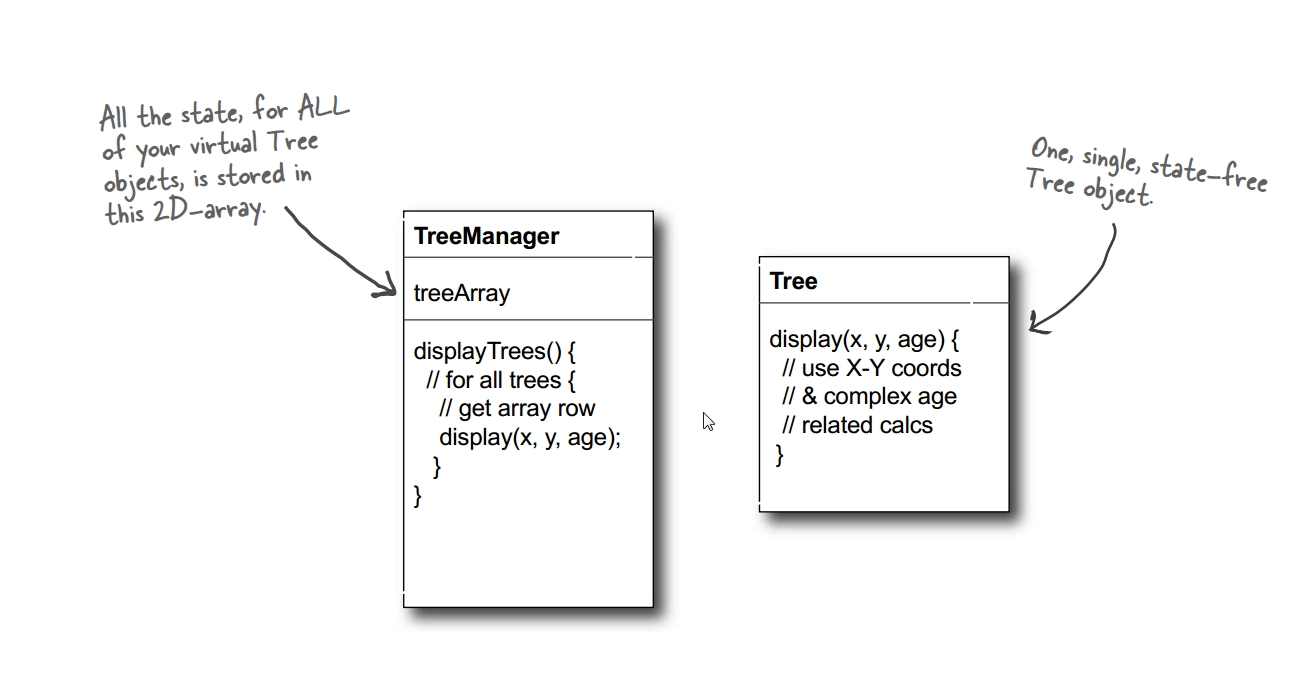 All the state, for ALL
of your virtual Tree
objects, is stored in
this 2D-array.
TreeManager
treeArray
displayTrees() {
// for all trees {
// get array row
display(x, y, age);
}
}
One, single, state-free
Tree object.
Tree
display(x, y, age) {
// use X-Y coords
// & complex age
// related calcs
}